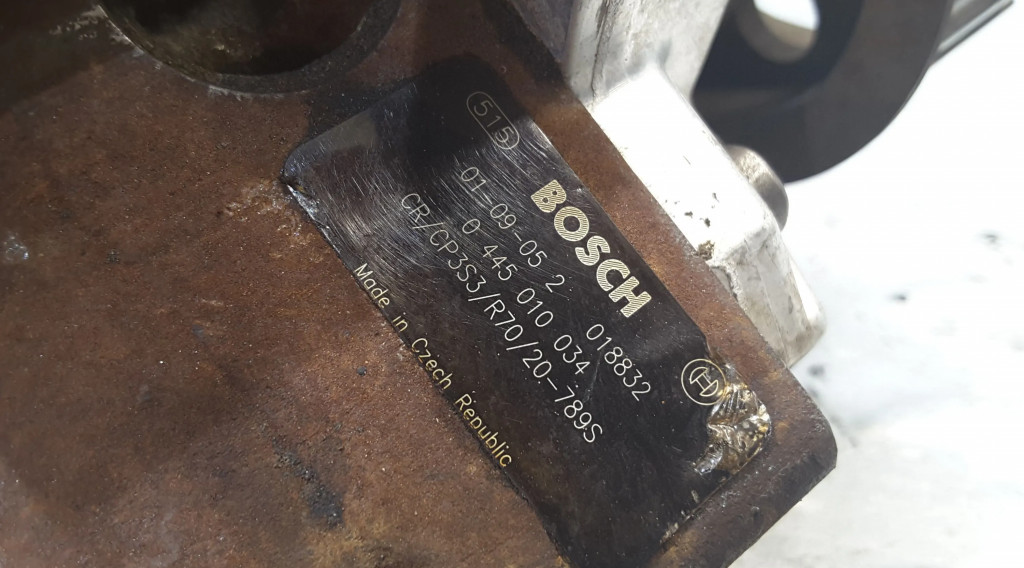 515
BOSCH
01-09-05 2 018832
0 445 010 034
CR/CP3S3/R70/20-789S
Made in Czech Republic